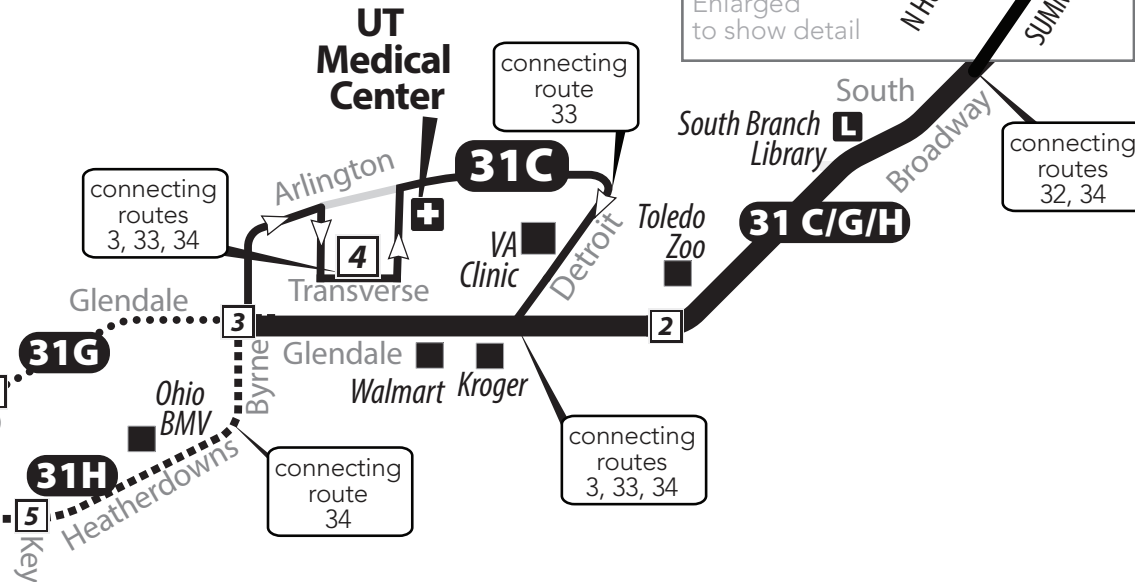 Enlarged
to show detail
UT
Medical
Center
connecting
route
33
South
South Branch
Library
L
Broadway
connecting
routes
32, 34
Arlington
31C
connecting
routes
3, 33, 34
4
Transverse
VA
Clinic
Detroit
Toledo
Zoo
31 C/G/H
Glendale
3
2
31G
Glendale
Byrne
Walmart
Kroger
Ohio
BMV
connecting
routes
3, 33, 34
31H
Heatherdowns
connecting
route
34
5
Key